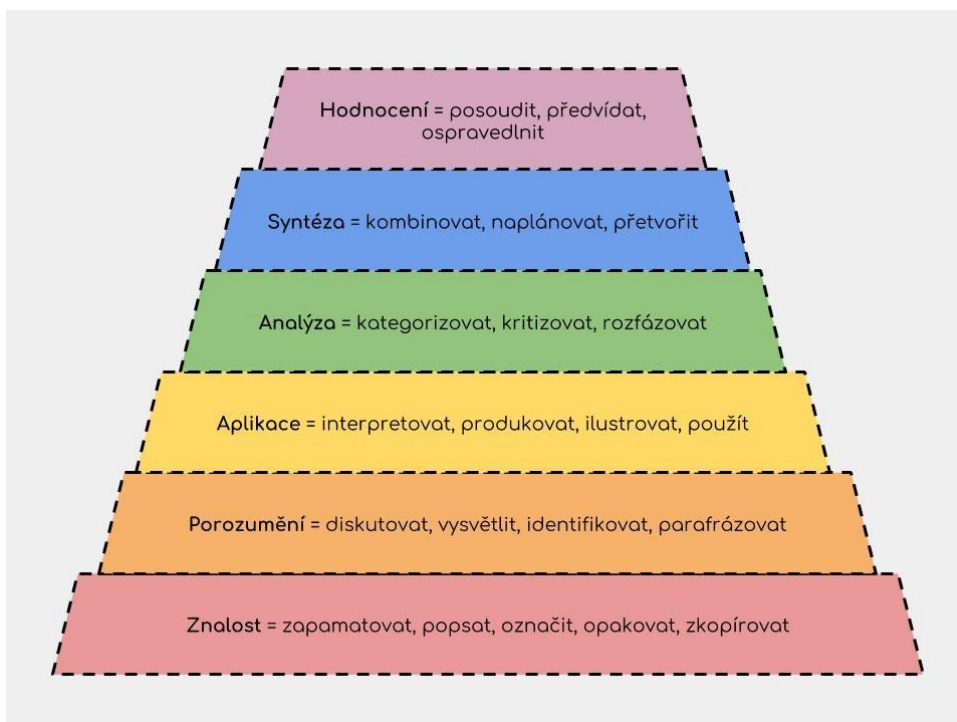 Hodnocení = posoudit, předvídat,
ospravedlnit
Syntéza = kombinovat, naplánovat, přetvořit
Analýza = kategorizovat, kritizovat, rozfázovat
Aplikace = interpretovat, produkovat, ilustrovat, použít
Porozumění = diskutovat, vysvětlit, identifikovat, parafrázovat
Znalost = zapamatovat, popsat, označit, opakovat, zkopírovat